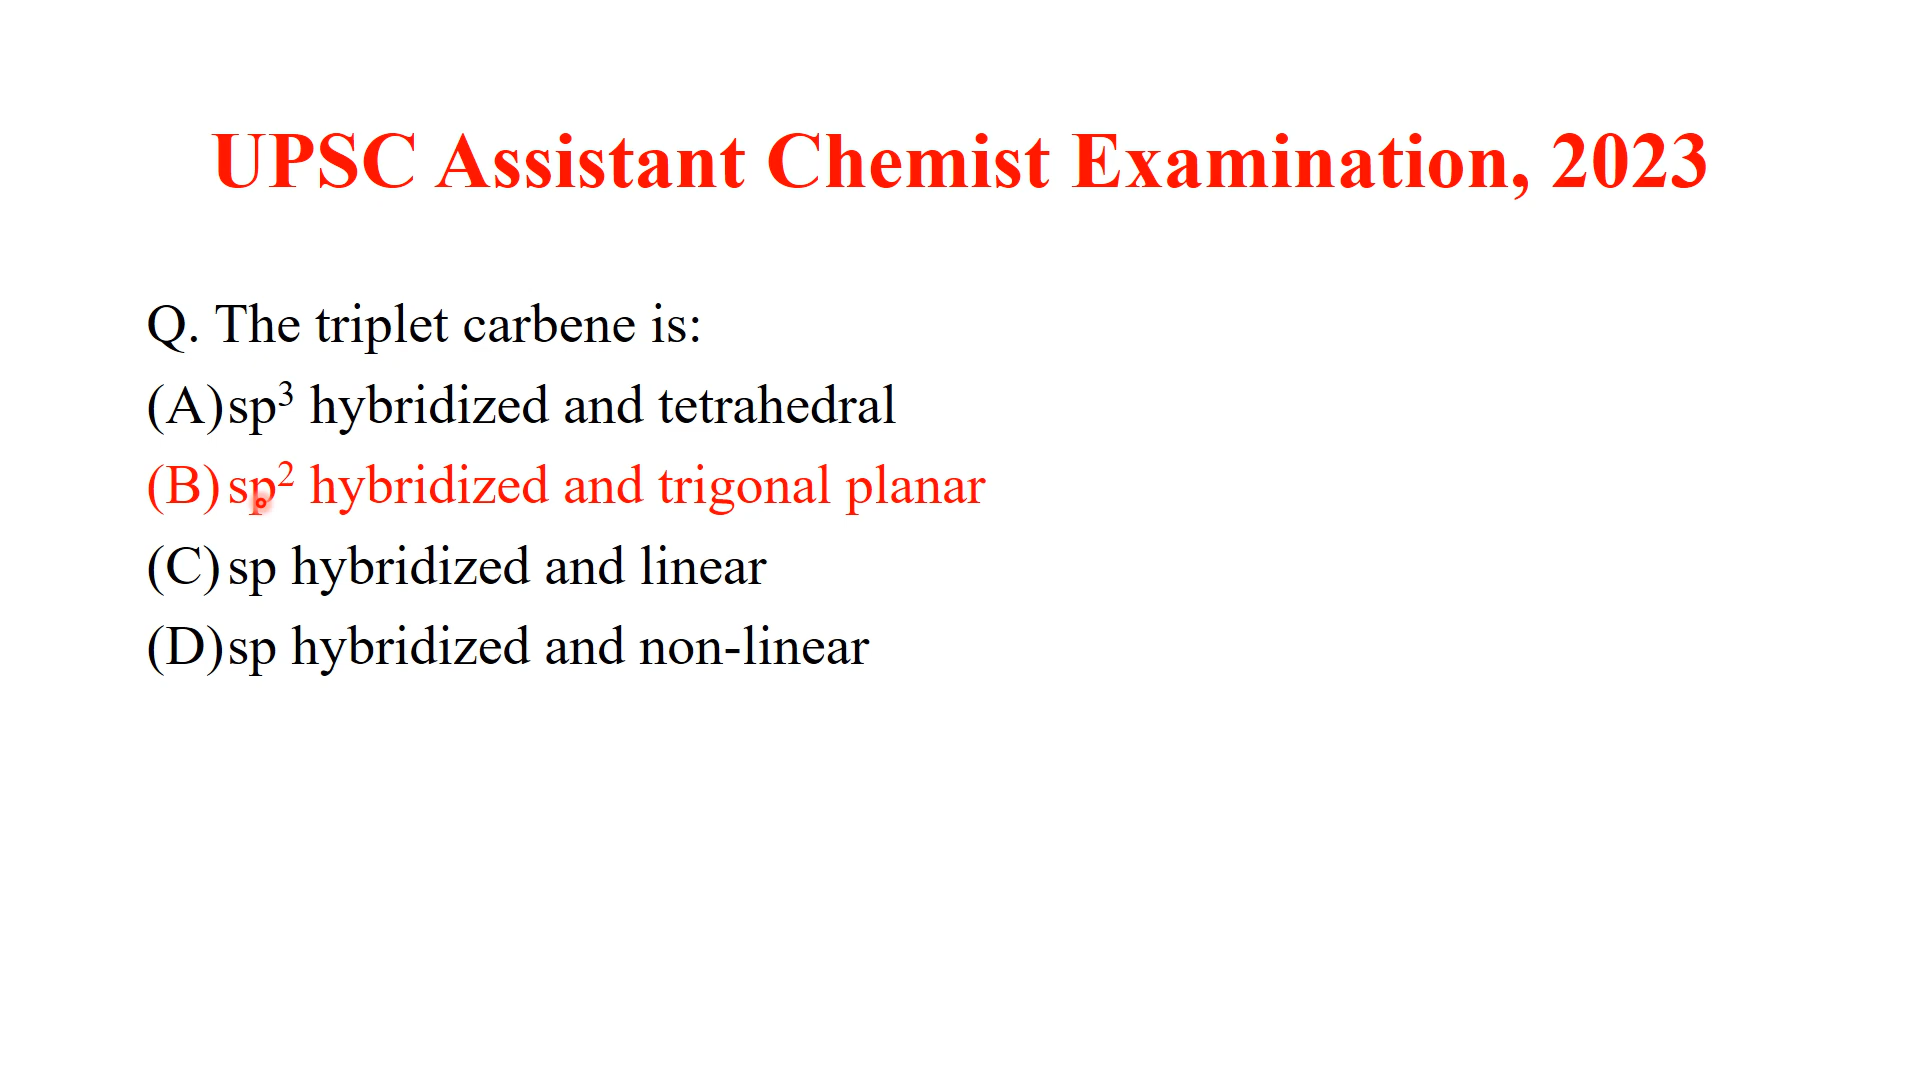 UPSC Assistant Chemist Examination, 2023
Q. The triplet carbene is:
(A) sp³ hybridized and tetrahedral
(B) sp² hybridized and trigonal planar
(C) sp hybridized and linear
(D) sp hybridized and non-linear